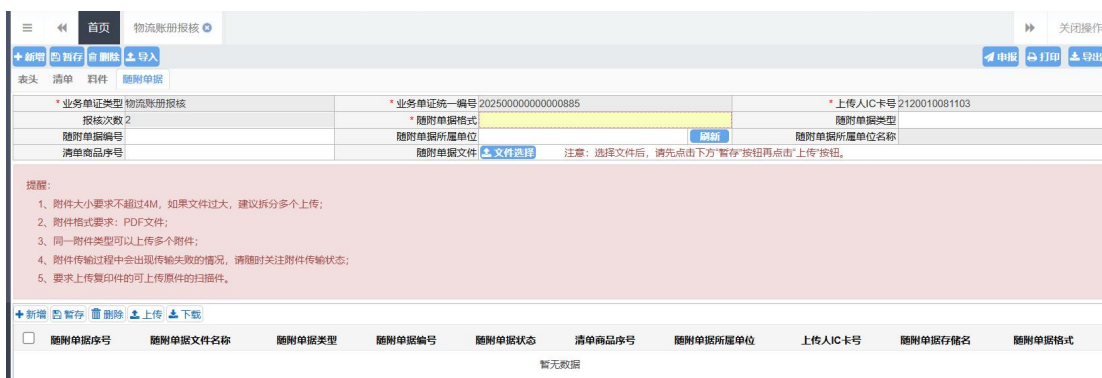 首页 物流账册报核 关闭操作
新增 暂存 删除 导入 申报 打印 导出
表头 清单 料件 随附单据
* 业务单证类型 物流账册报核 * 业务单证统一编号 202500000000000885 * 上传人IC卡号 2120010081103
报核次数 2 * 随附单据格式 随附单据类型
随附单据编号 随附单据所属单位 刷新 随附单据所属单位名称
清单商品序号 随附单据文件 文件选择 注意:选择文件后,请先点击下方“暂存”按钮再点击“上传”按钮。
提醒:
1、附件大小要求不超过4M,如果文件过大,建议拆分多个上传;
2、附件格式要求:PDF文件;
3、同一附件类型可以上传多个附件;
4、附件传输过程中会出现传输失败的情况,请随时关注附件传输状态;
5、要求上传复印件的可上传原件的扫描件。
新增 暂存 删除 上传 下载
随附单据序号 随附单据文件名称 随附单据类型 随附单据编号 随附单据状态 清单商品序号 随附单据所属单位 上传人IC卡号 随附单据存储名 随附单据格式
暂无数据